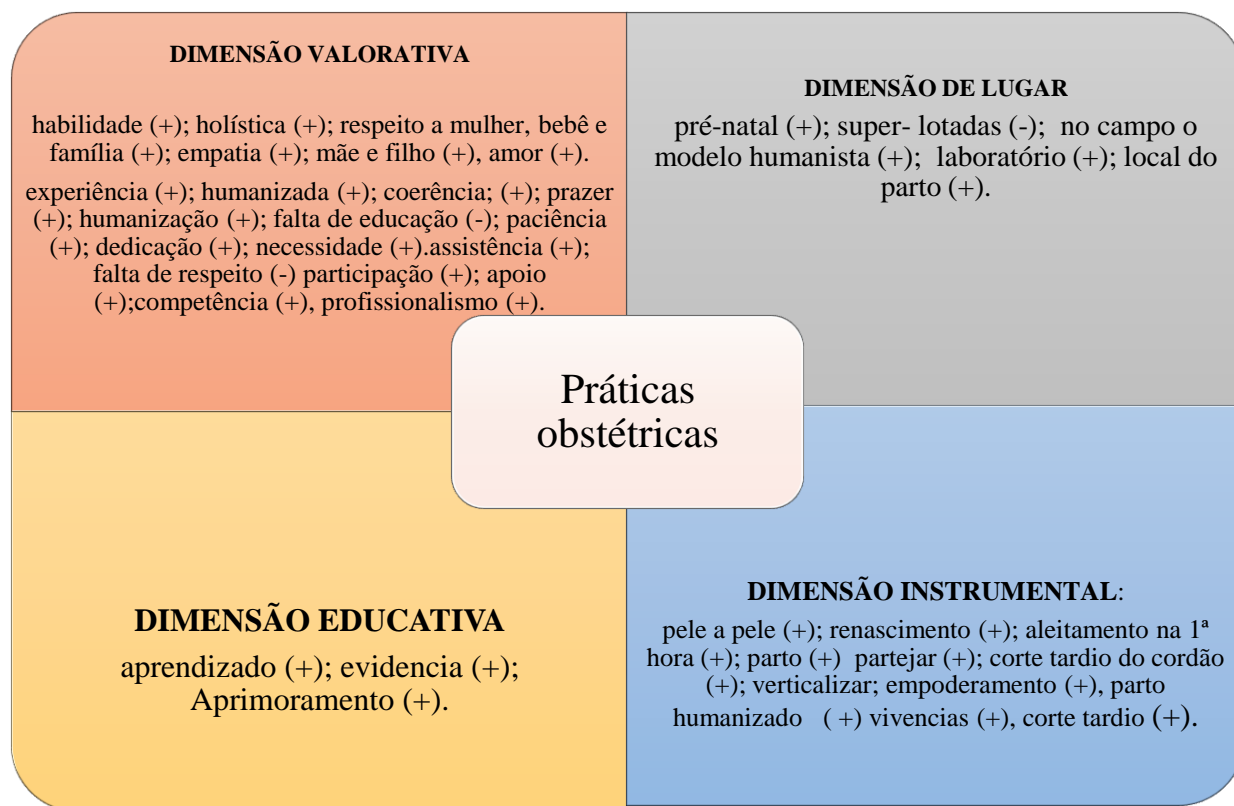 DIMENSÃO VALORATIVA
habilidade (+); holística (+); respeito a mulher, bebê e
família (+); empatia (+); mãe e filho (+), amor (+).
experiência (+); humanizada (+); coerência; (+); prazer
(+); humanização (+); falta de educação (-); paciência
(+); dedicação (+); necessidade (+).assistência (+);
falta de respeito (-) participação (+); apoio
(+);competência (+), profissionalismo (+).
DIMENSÃO DE LUGAR
pré-natal (+); super- lotadas (-); no campo o
modelo humanista (+); laboratório (+); local do
parto (+).
Práticas
obstétricas
DIMENSÃO EDUCATIVA
aprendizado (+); evidencia (+);
Aprimoramento (+).
DIMENSÃO INSTRUMENTAL:
pele a pele (+); renascimento (+); aleitamento na 1ª
hora (+); parto (+) partejar (+); corte tardio do cordão
(+); verticalizar; empoderamento (+), parto
humanizado ( +) vivencias (+), corte tardio (+).